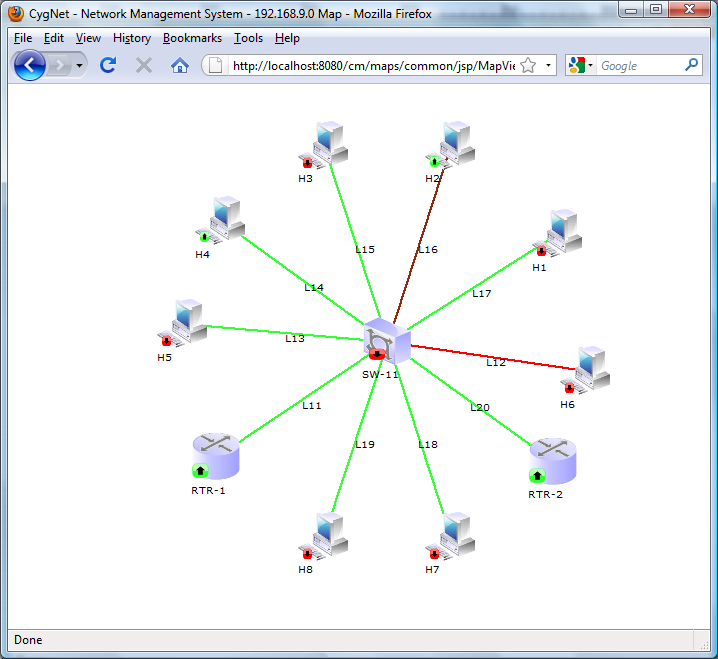 CygNet - Network Management System - 192.168.9.0 Map - Mozilla Firefox
File Edit View History Bookmarks Tools Help
http://localhost:8080/cm/maps/common/jsp/MapVie
Google
H3
H2
H4
H1
L15
L16
L14
L17
L13
H5
SW-11
L12
H6
L11
L20
L19
L18
RTR-1
RTR-2
H8
H7
Done